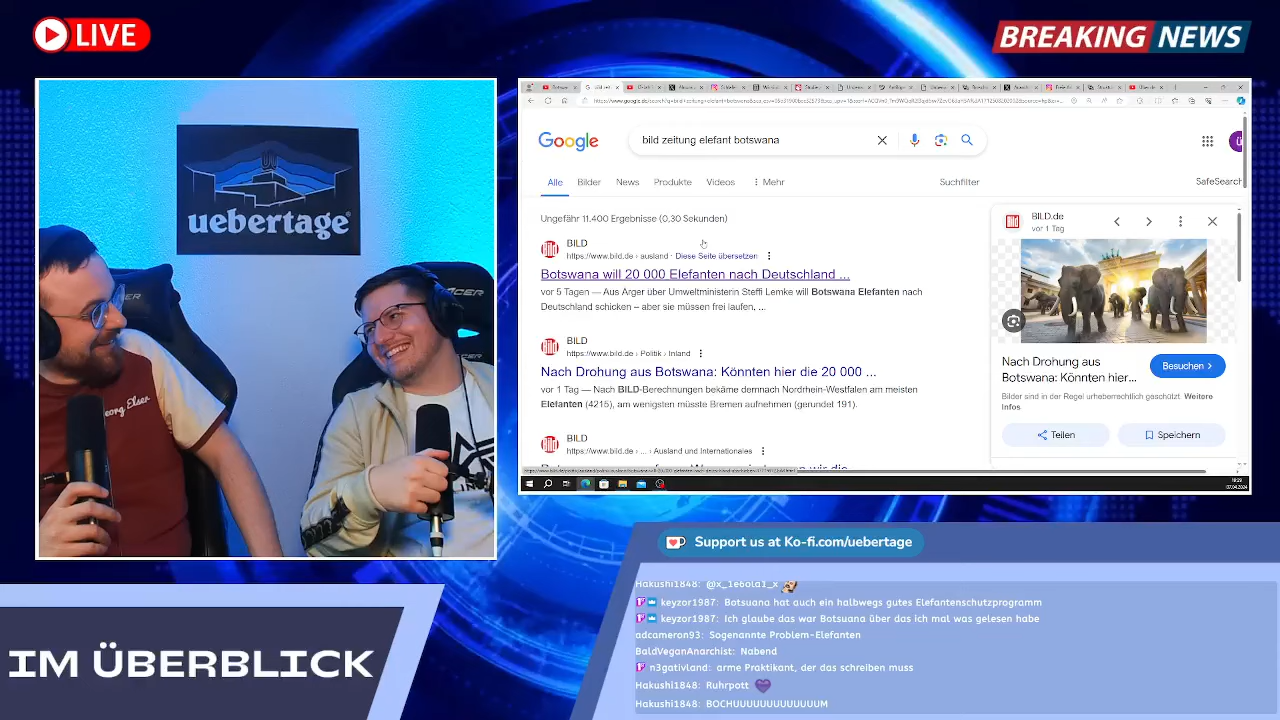 LIVE
BREAKING NEWS
uebertage®
Georg Elser
Google
bild zeitung elefant botswana
Alle
Bilder
News
Produkte
Videos
Mehr
Suchfilter
SafeSearch
Ungefähr 11.400 Ergebnisse (0,30 Sekunden)
BILD
https://www.bild.de › ausland · Diese Seite übersetzen
Botswana will 20 000 Elefanten nach Deutschland ...
vor 5 Tagen — Aus Ärger über Umweltministerin Steffi Lemke will Botswana Elefanten nach
Deutschland schicken – aber sie müssen frei laufen, ...
BILD
https://www.bild.de › Politik › Inland
Nach Drohung aus Botswana: Könnten hier die 20 000 ...
vor 1 Tag — Nach BILD-Berechnungen bekäme demnach Nordrhein-Westfalen am meisten
Elefanten (4215), am wenigsten müsste Bremen aufnehmen (gerundet 191).
BILD
https://www.bild.de › ... › Ausland und Internationales
BILD.de
vor 1 Tag
Nach Drohung aus
Botswana: Könnten hier...
Besuchen
Bilder sind in der Regel urheberrechtlich geschützt Weitere
Infos
Teilen
Speichern
07.04.2024
Support us at Ko-fi.com/uebertage
Hakushi1848: @x_1ebola1_x
keyzor1987: Botsuana hat auch ein halbwegs gutes Elefantenschutzprogramm
keyzor1987: Ich glaube das war Botsuana über das ich mal was gelesen habe
adcameron93: Sogenannte Problem-Elefanten
BaldVeganAnarchist: Nabend
n3gativland: arme Praktikant, der das schreiben muss
Hakushi1848: Ruhrpott
Hakushi1848: BOCHUUUUUUUUUUUUM
IM ÜBERBLICK